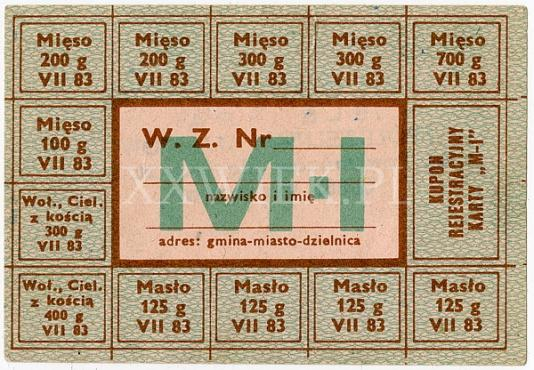 Mięso
200 g
VII 83
Mięso
200 g
VII 83
Mięso
300 g
VII 83
Mięso
300 g
VII 83
Mięso
700 g
VII 83
Mięso
100 g
VII 83
Woł., Ciel.
z kością
300 g
VII 83
Woł., Ciel.
z kością
400 g
VII 83
W. Z. Nr
M-I
nazwisko i imię
adres: gmina-miasto-dzielnica
KUPON
REJESTRACYJNY
KARTY „M-I”
Masło
125 g
VII 83
Masło
125 g
VII 83
Masło
125 g
VII 83
Masło
125 g
VII 83
XXWIEK.PL